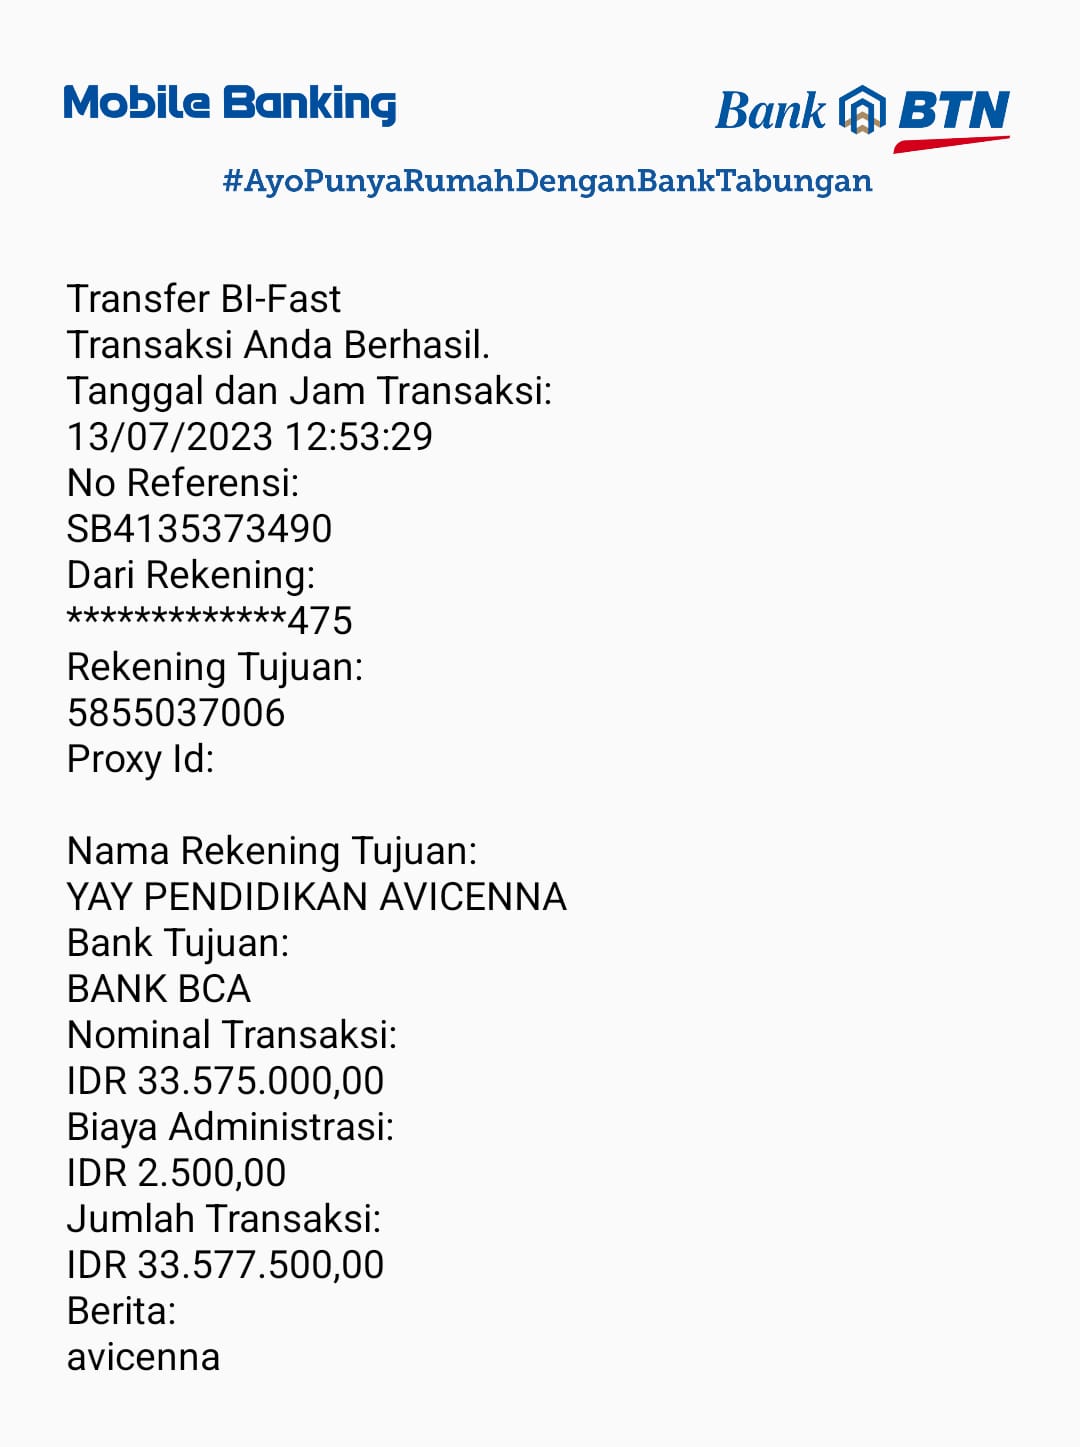 Mobile Banking
Bank BTN
#AyoPunyaRumahDenganBankTabungan
Transfer BI-Fast
Transaksi Anda Berhasil.
Tanggal dan Jam Transaksi:
13/07/2023 12:53:29
No Referensi:
SB4135373490
Dari Rekening:
*************475
Rekening Tujuan:
5855037006
Proxy Id:
Nama Rekening Tujuan:
YAY PENDIDIKAN AVICENNA
Bank Tujuan:
BANK BCA
Nominal Transaksi:
IDR 33.575.000,00
Biaya Administrasi:
IDR 2.500,00
Jumlah Transaksi:
IDR 33.577.500,00
Berita:
avicenna